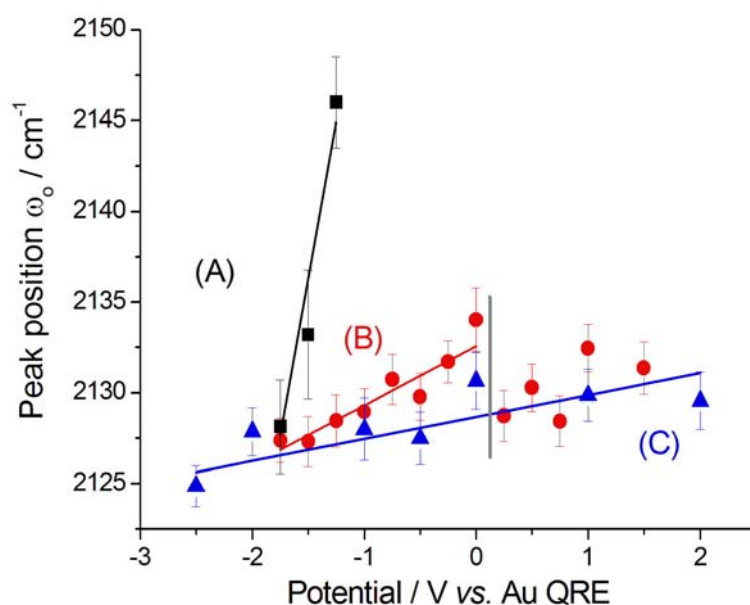 2150
2145
2140
2135
2130
2125
Peak position ω₀ / cm⁻¹
(A)
(B)
(C)
-3 -2 -1 0 1 2
Potential / V vs. Au QRE